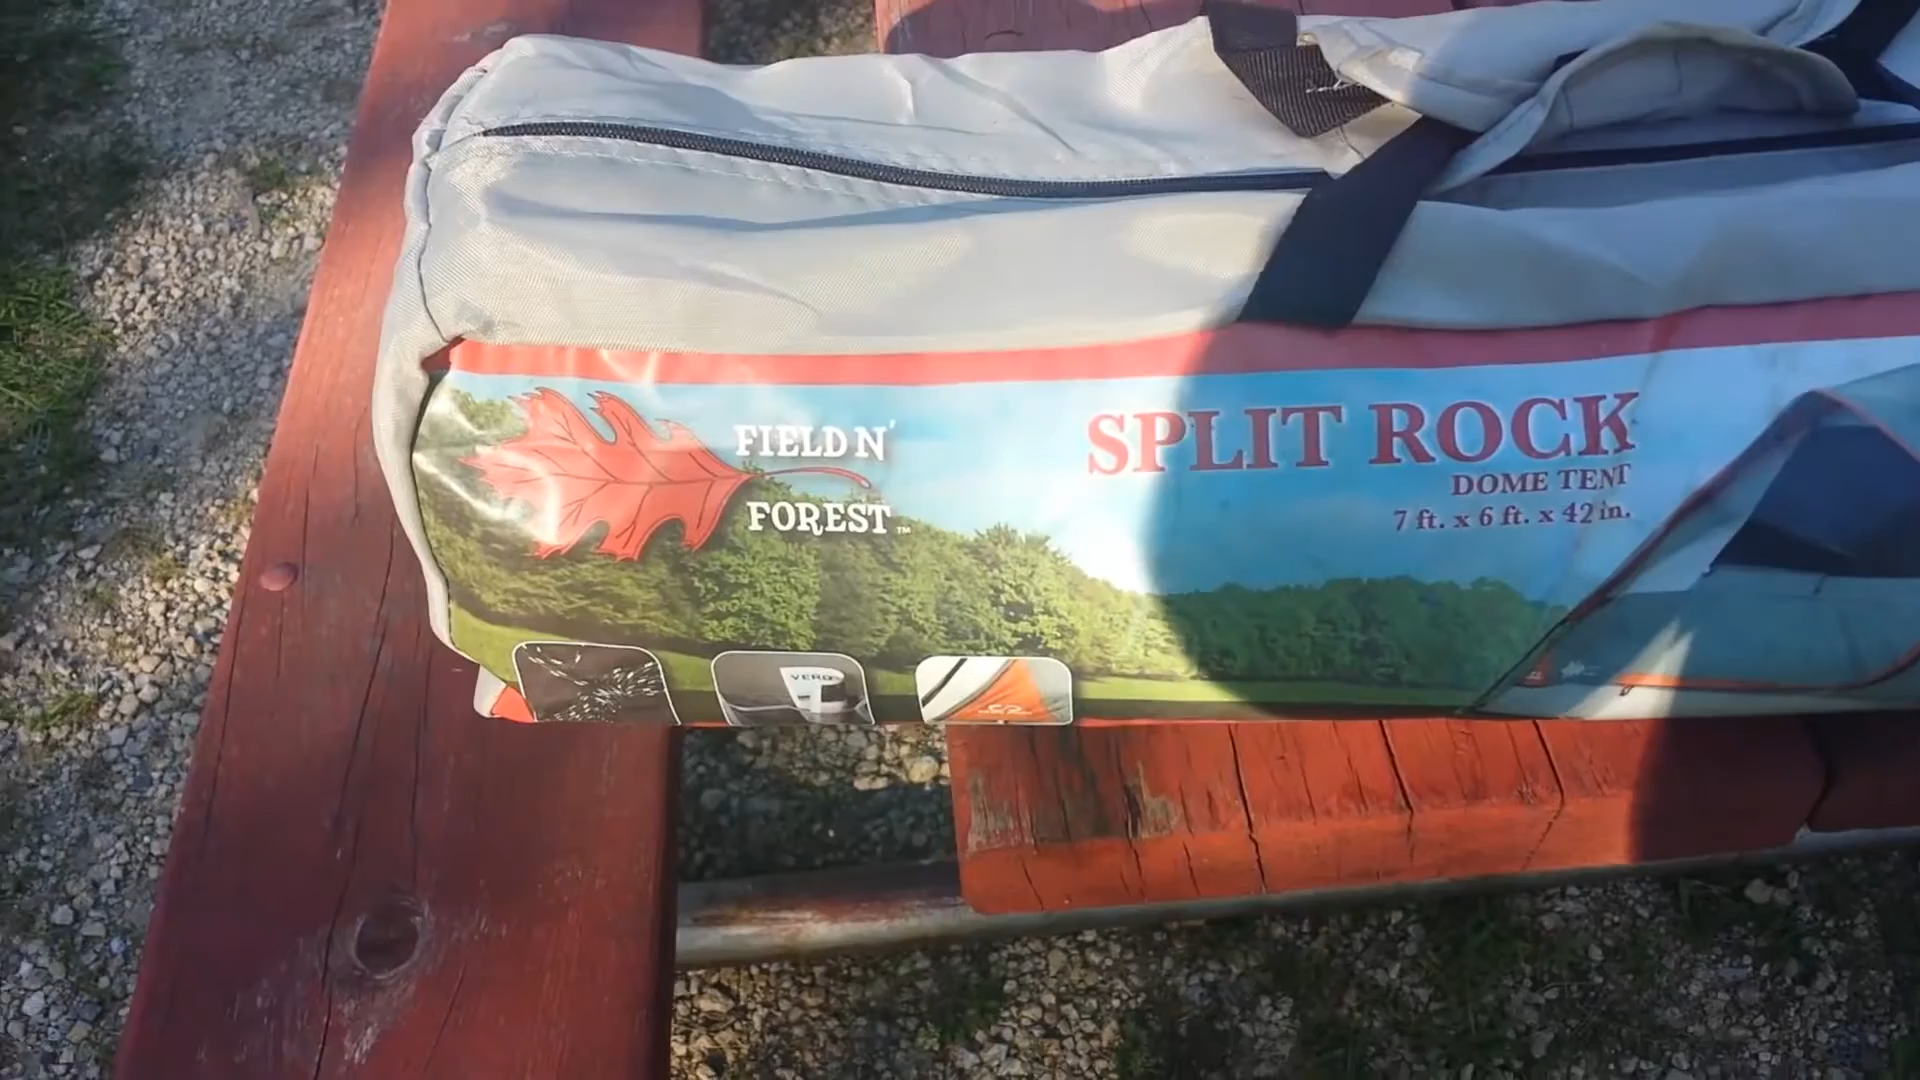 FIELD N'
FOREST™
SPLIT ROCK
DOME TENT
7 ft. x 6 ft. x 42 in.